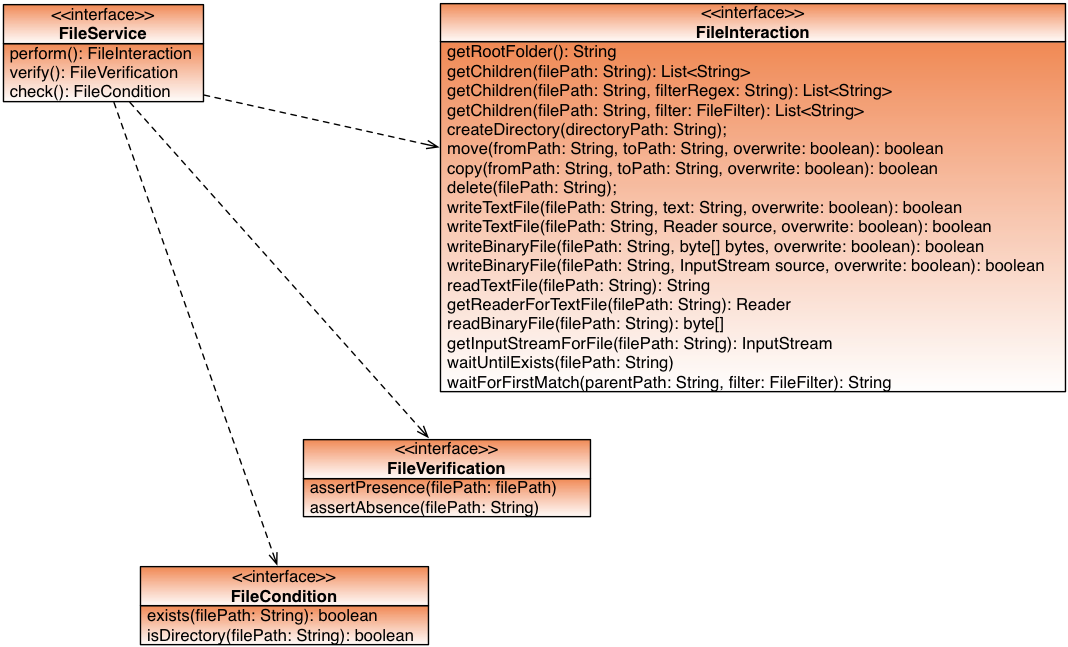 <<interface>>
FileService
perform(): FileInteraction
verify(): FileVerification
check(): FileCondition
<<interface>>
FileInteraction
getRootFolder(): String
getChildren(filePath: String): List<String>
getChildren(filePath: String, filterRegex: String): List<String>
getChildren(filePath: String, filter: FileFilter): List<String>
createDirectory(directoryPath: String);
move(fromPath: String, toPath: String, overwrite: boolean): boolean
copy(fromPath: String, toPath: String, overwrite: boolean): boolean
delete(filePath: String);
writeTextFile(filePath: String, text: String, overwrite: boolean): boolean
writeTextFile(filePath: String, Reader source, overwrite: boolean): boolean
writeBinaryFile(filePath: String, byte[] bytes, overwrite: boolean): boolean
writeBinaryFile(filePath: String, InputStream source, overwrite: boolean): boolean
readTextFile(filePath: String): String
getReaderForTextFile(filePath: String): Reader
readBinaryFile(filePath: String): byte[]
getInputStreamForFile(filePath: String): InputStream
waitUntilExists(filePath: String)
waitForFirstMatch(parentPath: String, filter: FileFilter): String
<<interface>>
FileVerification
assertPresence(filePath: filePath)
assertAbsence(filePath: String)
<<interface>>
FileCondition
exists(filePath: String): boolean
isDirectory(filePath: String): boolean